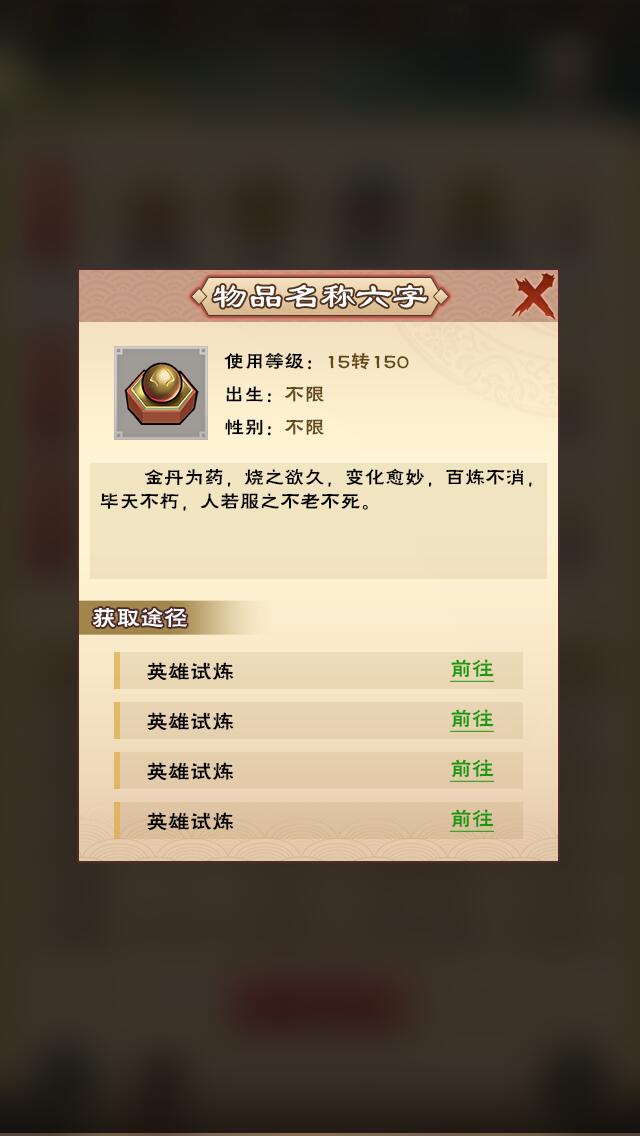 物品名称六字
使用等级：15转150
出生：不限
性别：不限
金丹为药，烧之欲久，变化愈妙，百炼不消，
毕天不朽，人若服之不老不死。
获取途径
英雄试炼 前往
英雄试炼 前往
英雄试炼 前往
英雄试炼 前往